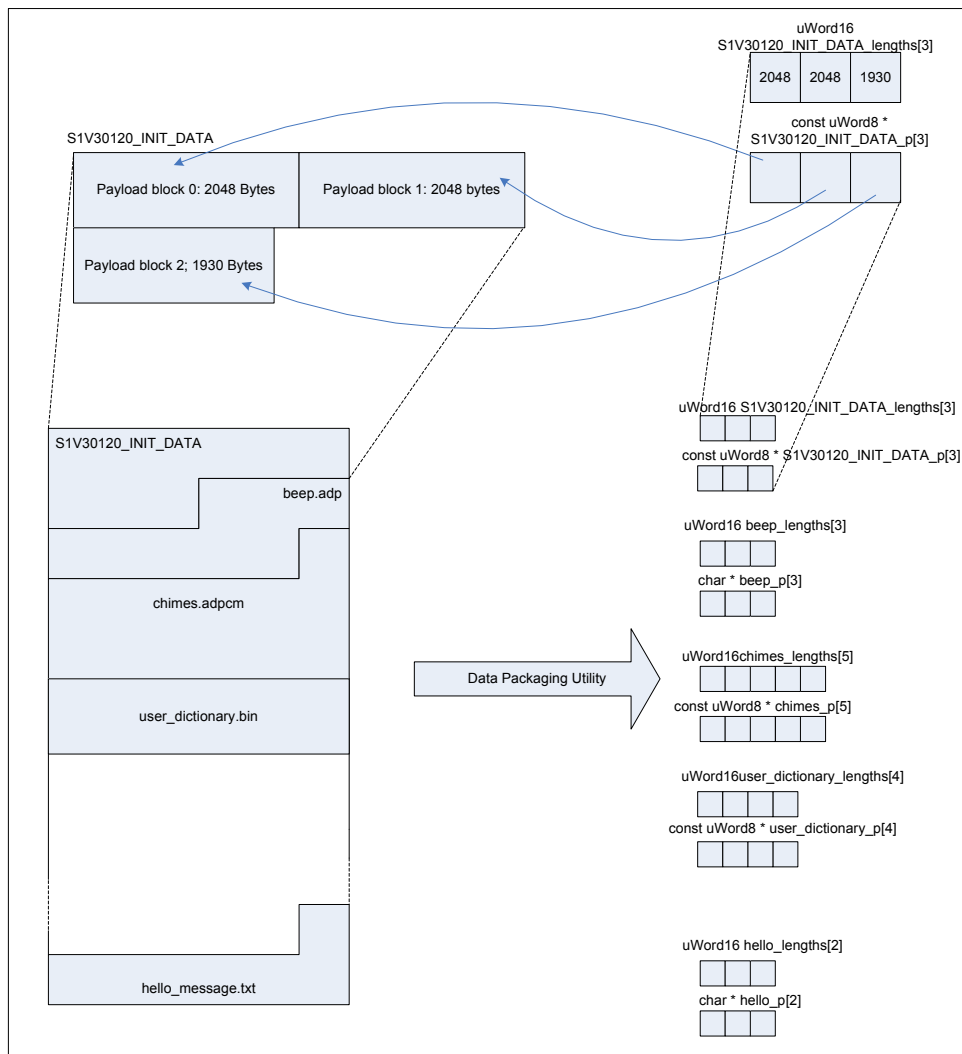 uWord16
S1V30120_INIT_DATA_lengths[3]
2048 2048 1930
const uWord8 *
S1V30120_INIT_DATA_p[3]
S1V30120_INIT_DATA
Payload block 0: 2048 Bytes
Payload block 1: 2048 bytes
Payload block 2; 1930 Bytes
S1V30120_INIT_DATA
beep.adp
chimes.adpcm
user_dictionary.bin
hello_message.txt
Data Packaging Utility
uWord16 S1V30120_INIT_DATA_lengths[3]
const uWord8 * S1V30120_INIT_DATA_p[3]
uWord16 beep_lengths[3]
char * beep_p[3]
uWord16chimes_lengths[5]
const uWord8 * chimes_p[5]
uWord16user_dictionary_lengths[4]
const uWord8 * user_dictionary_p[4]
uWord16 hello_lengths[2]
char * hello_p[2]